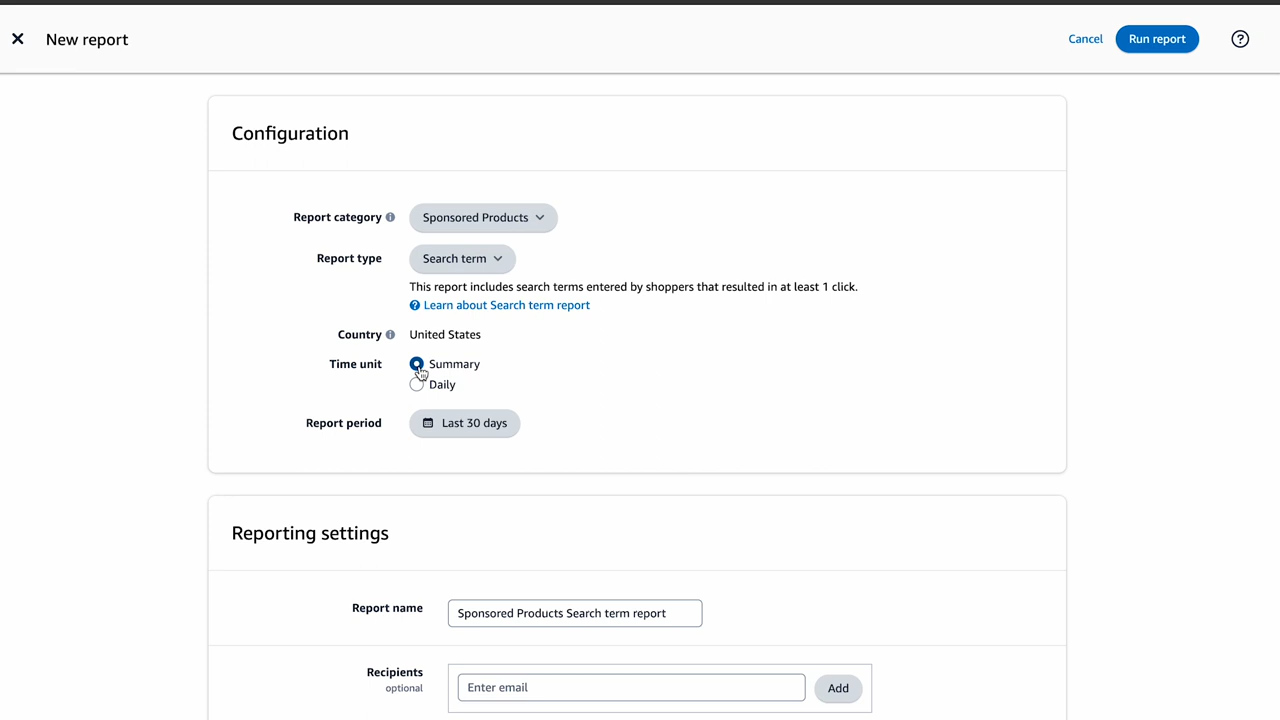 New report
Cancel
Run report
Configuration
Report category
Sponsored Products
Report type
Search term
This report includes search terms entered by shoppers that resulted in at least 1 click.
Learn about Search term report
Country
United States
Time unit
Summary
Daily
Report period
Last 30 days
Reporting settings
Report name
Sponsored Products Search term report
Recipients
optional
Enter email
Add